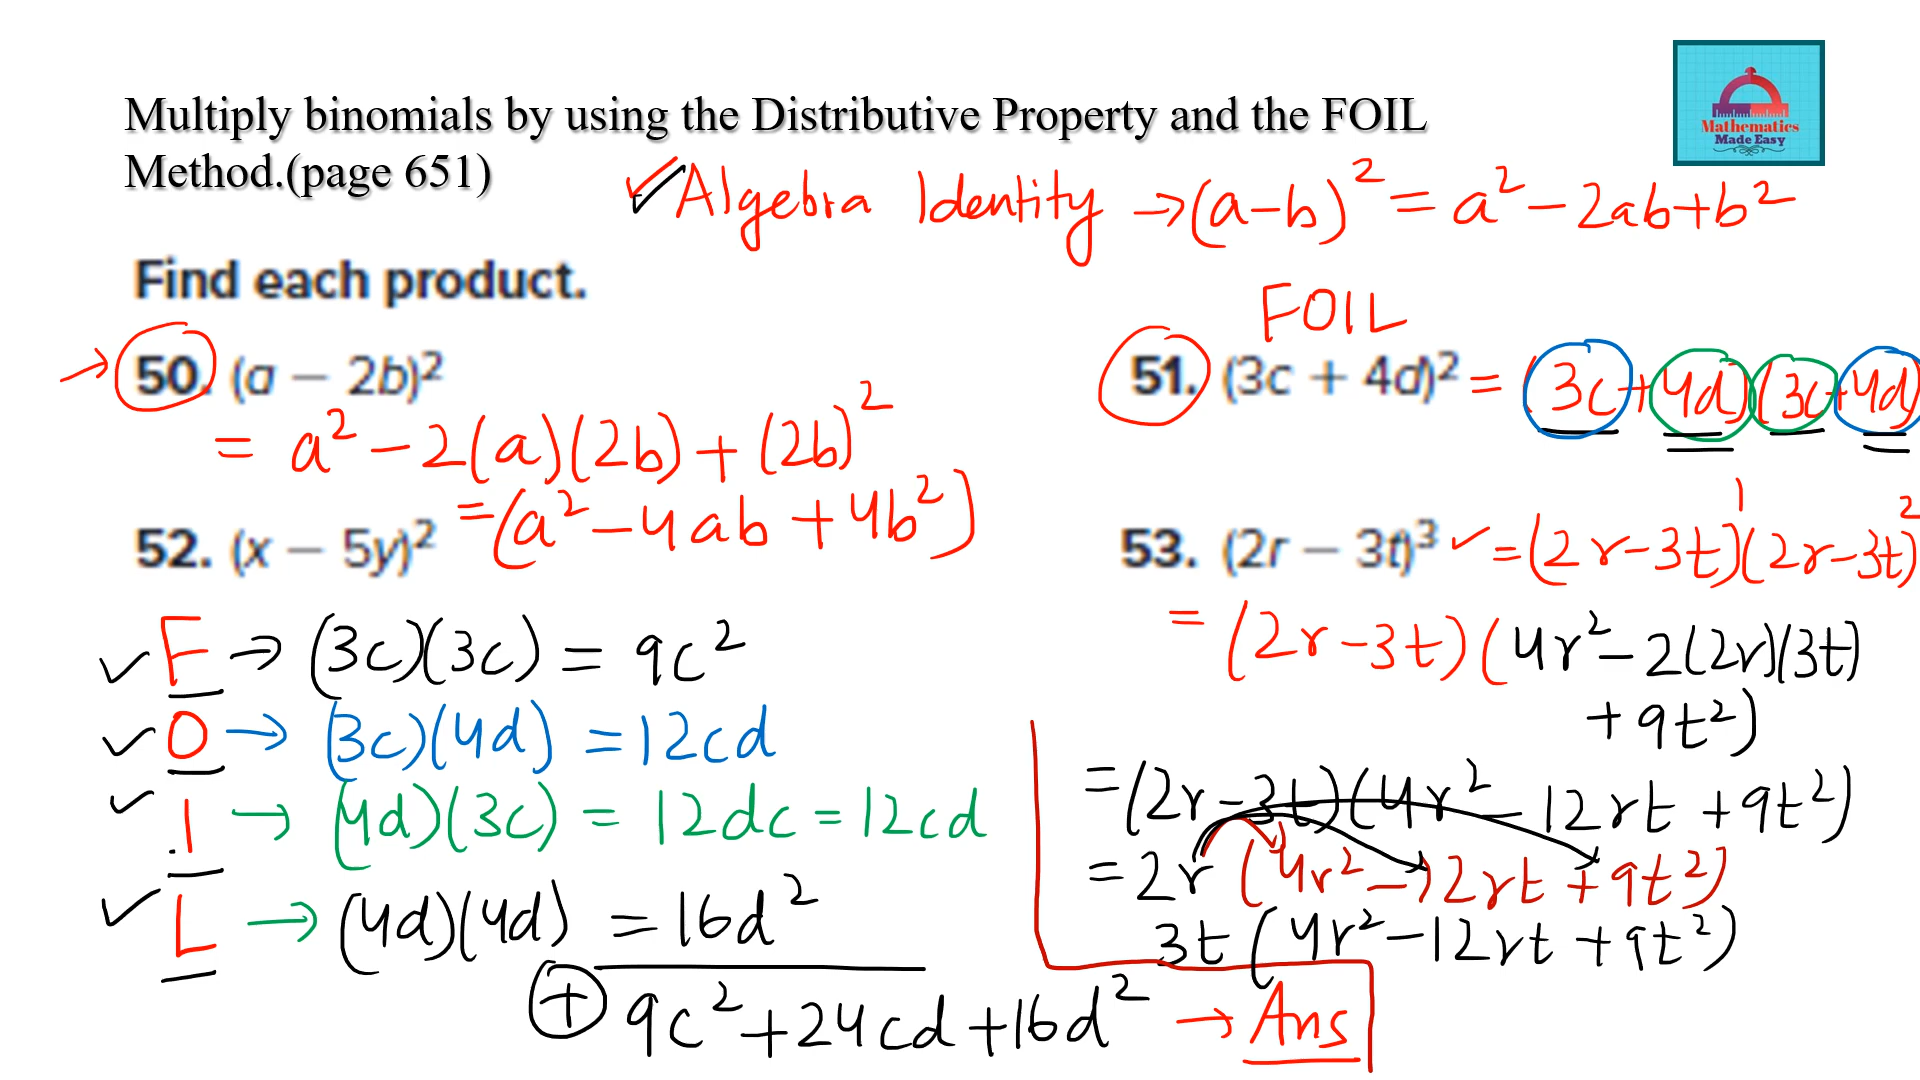 Multiply binomials by using the Distributive Property and the FOIL
Method.(page 651)
Mathematics
Made Easy
✓Algebra Identity → (a-b)² = a² - 2ab + b²
Find each product.
→ 50. (a – 2b)²
= a² - 2(a)(2b) + (2b)²
= (a² - 4ab + 4b²)
FOIL
51. (3c + 4d)² = (3c+4d)(3c+4d)
52. (x – 5y)²
53. (2r – 3t)³ ✓ = (2r-3t)¹(2r-3t)²
= (2r-3t)(4r² - 2(2r)(3t)
+ 9t²)
= (2r-3t)(4r² - 12rt + 9t²)
= 2r(4r² - 12rt + 9t²)
3t(4r² - 12rt + 9t²)
✓ F → (3c)(3c) = 9c²
✓ O → (3c)(4d) = 12cd
✓ I → (4d)(3c) = 12dc = 12cd
✓ L → (4d)(4d) = 16d²
+ 9c² + 24cd + 16d² → Ans